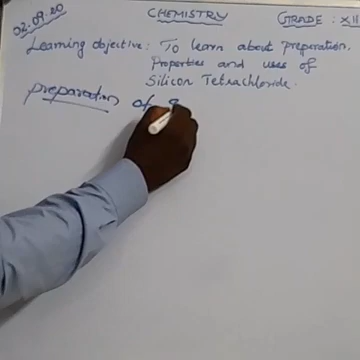 02.09.20 CHEMISTRY GRADE : XII
Learning objective : To learn about preparation,
Properties and uses of
Silicon Tetrachloride.
preparation of S